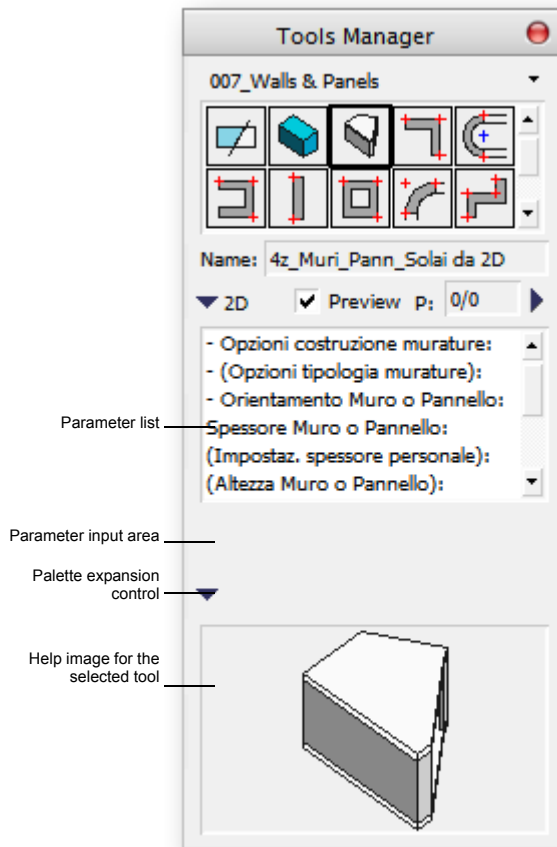 Tools Manager
007_Walls & Panels
Name: 4z_Muri_Pann_Solai da 2D
2D Preview P: 0/0
- Opzioni costruzione murature:
- (Opzioni tipologia murature):
- Orientamento Muro o Pannello:
Parameter list
Spessore Muro o Pannello:
(Impostaz. spessore personale):
(Altezza Muro o Pannello):
Parameter input area
Palette expansion
control
Help image for the
selected tool